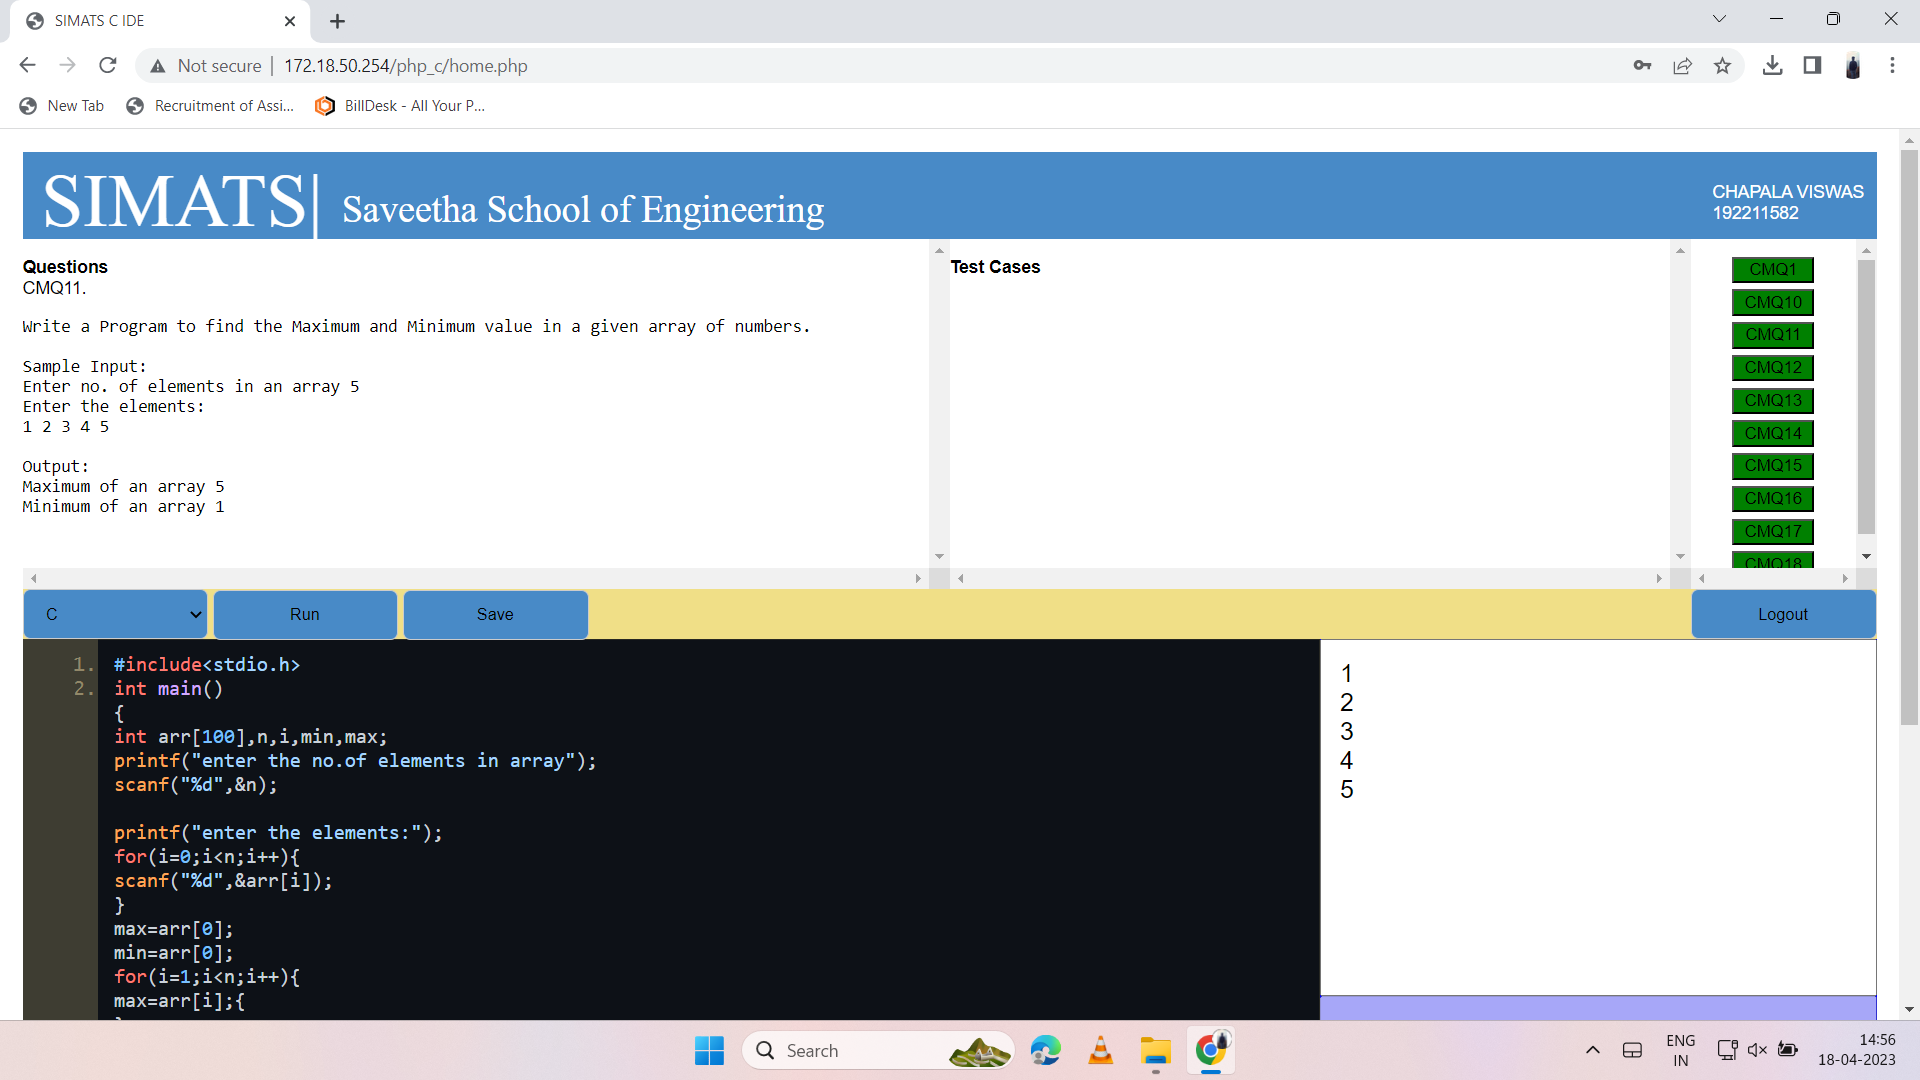 SIMATS C IDE
Not secure | 172.18.50.254/php_c/home.php
New Tab
Recruitment of Assi...
BillDesk - All Your P...
SIMATS| Saveetha School of Engineering
CHAPALA VISWAS
192211582
Questions
CMQ11.
Write a Program to find the Maximum and Minimum value in a given array of numbers.
Sample Input:
Enter no. of elements in an array 5
Enter the elements:
1 2 3 4 5
Output:
Maximum of an array 5
Minimum of an array 1
Test Cases
CMQ1
CMQ10
CMQ11
CMQ12
CMQ13
CMQ14
CMQ15
CMQ16
CMQ17
CMQ18
C
Run
Save
Logout
1. #include<stdio.h>
2. int main()
{
int arr[100],n,i,min,max;
printf("enter the no.of elements in array");
scanf("%d",&n);
printf("enter the elements:");
for(i=0;i<n;i++){
scanf("%d",&arr[i]);
}
max=arr[0];
min=arr[0];
for(i=1;i<n;i++){
max=arr[i];{
1
2
3
4
5
Search
ENG
IN
14:56
18-04-2023